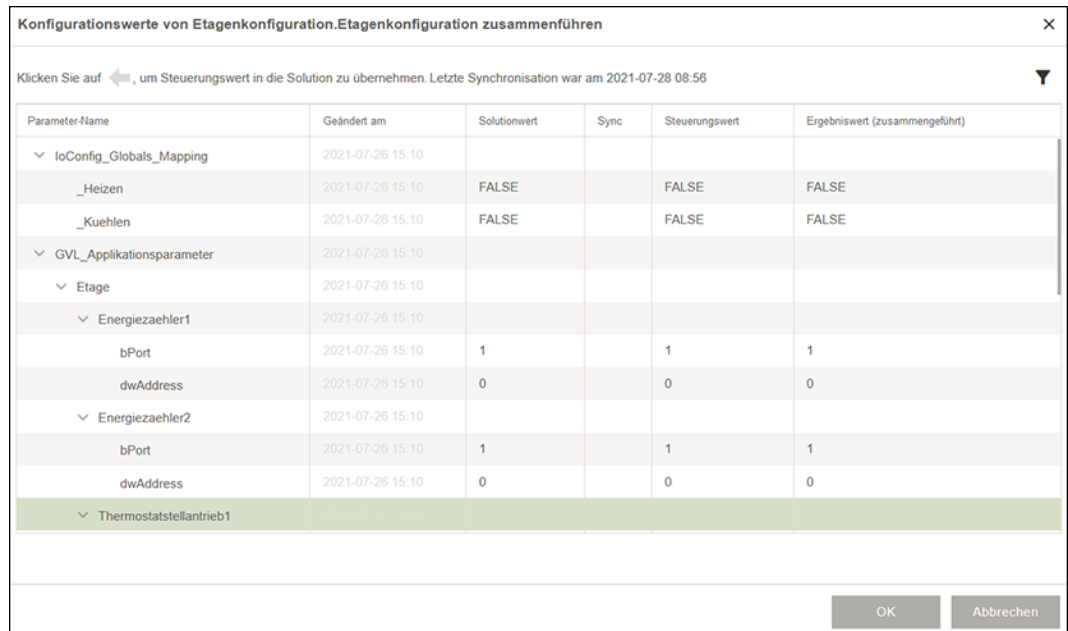 Konfigurationswerte von Etagenkonfiguration.Etagenkonfiguration zusammenführen
Klicken Sie auf , um Steuerungswert in die Solution zu übernehmen. Letzte Synchronisation war am 2021-07-28 08:56
Parameter-Name Geändert am Solutionwert Sync Steuerungswert Ergebniswert (zusammengeführt)
IoConfig_Globals_Mapping 2021-07-26 15:10
_Heizen 2021-07-26 15:10 FALSE FALSE FALSE
_Kuehlen 2021-07-26 15:10 FALSE FALSE FALSE
GVL_Applikationsparameter 2021-07-26 15:10
Etage 2021-07-26 15:10
Energiezaehler1 2021-07-26 15:10
bPort 2021-07-26 15:10 1 1 1
dwAddress 2021-07-26 15:10 0 0 0
Energiezaehler2 2021-07-26 15:10
bPort 2021-07-26 15:10 1 1 1
dwAddress 2021-07-26 15:10 0 0 0
Thermostatstellantrieb1
OK Abbrechen